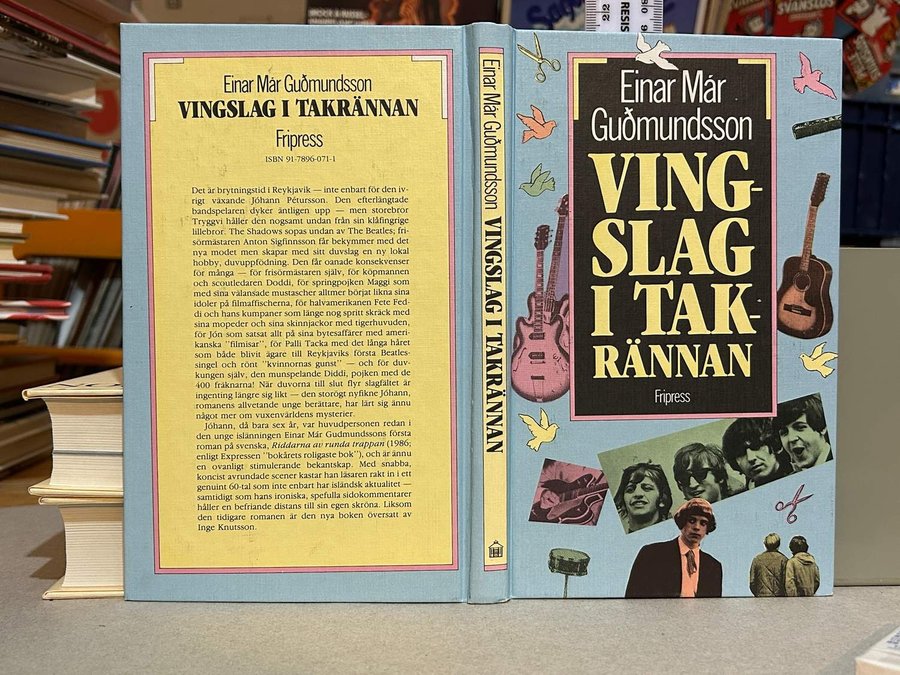 Einar Már Guðmundsson
VINGSLAG I TAKRÄNNAN
Fripress
ISBN 91-7896-071-1
Det är brytningstid i Reykjavik — inte enbart för den iv-
rigt växande Jóhann Pétursson. Den efterlängtade
bandspelaren dyker äntligen upp — men storebror
Tryggvi håller den nogsamt undan från sin klåfingrige
lillebror. The Shadows sopas undan av The Beatles; fri-
sörmästaren Anton Sigfinnsson får bekymmer med det
nya modet men skapar med sitt duvslag en ny lokal
hobby, duvuppfödning. Den får oanade konsekvenser
för många — för frisörmästaren själv, för köpmannen
och scoutledaren Doddi, för springpojken Maggi som
med sina välansade mustascher alltmer börjat likna sina
idoler på filmaffischerna, för halvamerikanen Fete Fed-
di och hans kumpaner som länge nog spritt skräck med
sina mopeder och sina skinnjackor med tigerhuvuden,
för Jón som satsat allt på sina bytesaffärer med ameri-
kanska "filmisar", för Palli Tacka med det långa håret
som både blivit ägare till Reykjaviks första Beatles-
singel och rönt "kvinnornas gunst" — och för duv-
kungen själv, den munspelande Diddi, pojken med de
400 fräknarna! När duvorna till slut flyr slagfältet är
ingenting längre sig likt — den storögt nyfikne Jóhann,
romanens allvetande unge berättare, har lärt sig ännu
något mer om vuxenvärldens mysterier.
Jóhann, då bara sex år, var huvudpersonen redan i
den unge islänningen Einar Már Gudmundssons första
roman på svenska, Riddarna av runda trappan (1986;
enligt Expressen "bokårets roligaste bok"), och är ännu
en ovanligt stimulerande bekantskap. Med snabba,
koncist avrundade scener kastar han läsaren rakt in i ett
genuint 60-tal som inte enbart har isländsk aktualitet —
samtidigt som hans ironiska, spefulla sidokommentarer
håller en befriande distans till sin egen skröna. Liksom
den tidigare romanen är den nya boken översatt av
Inge Knutsson.
Einar Már Guðmundsson VINGSLAG I TAKRÄNNAN
Einar Már
Guðmundsson
VING-
SLAG
I TAK-
RÄNNAN
Fripress
SVANSLÖS